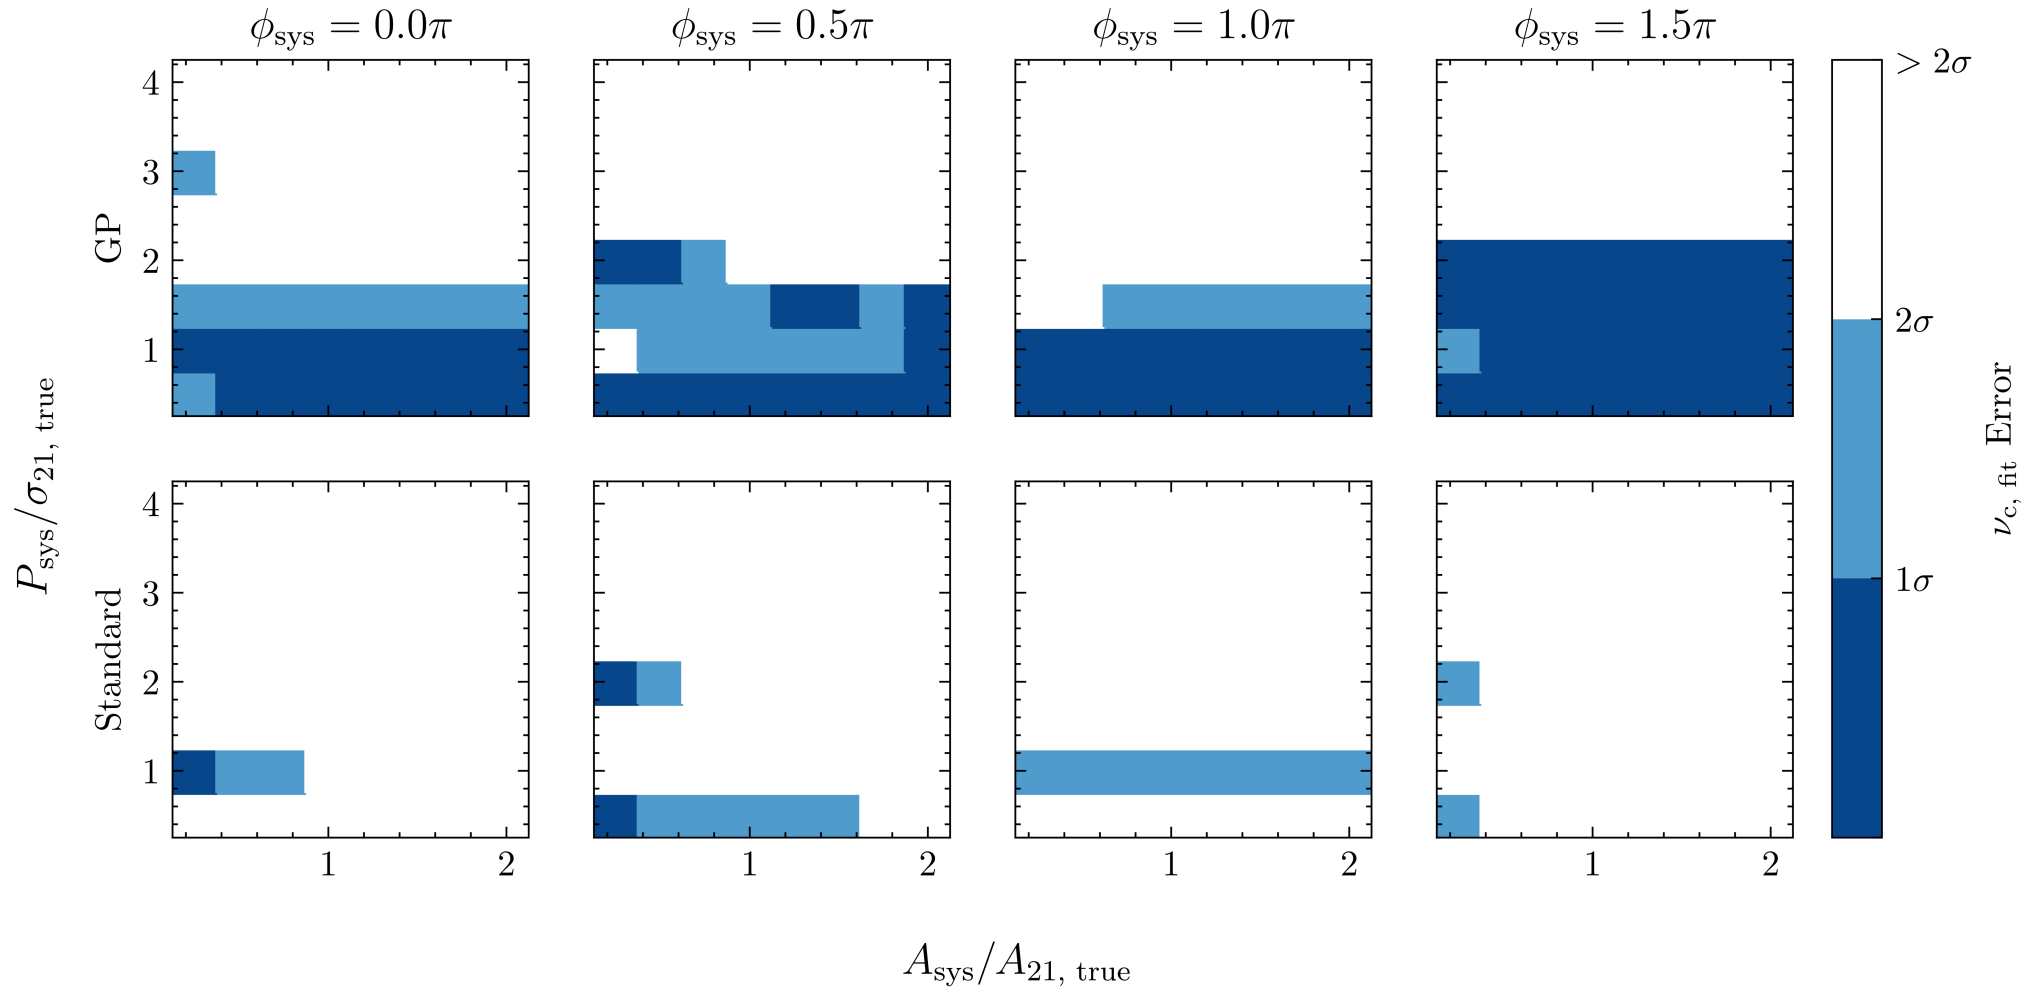 ϕsys = 0.0π
ϕsys = 0.5π
ϕsys = 1.0π
ϕsys = 1.5π
GP
4
3
2
1
> 2σ
2σ
1σ
νc, fit Error
Psys/σ21, true
Standard
4
3
2
1
1 2
1 2
1 2
1 2
Asys/A21, true